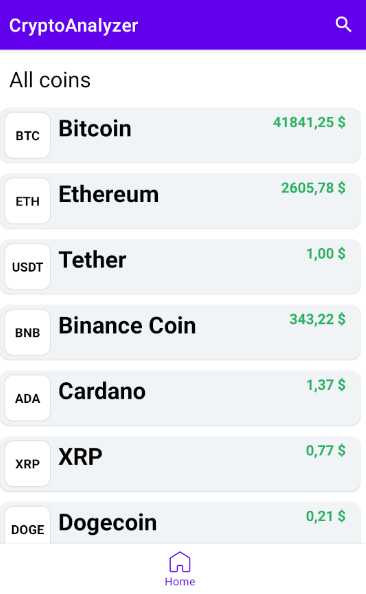 CryptoAnalyzer
All coins
BTC Bitcoin 41841,25 $
ETH Ethereum 2605,78 $
USDT Tether 1,00 $
BNB Binance Coin 343,22 $
ADA Cardano 1,37 $
XRP XRP 0,77 $
DOGE Dogecoin 0,21 $
Home